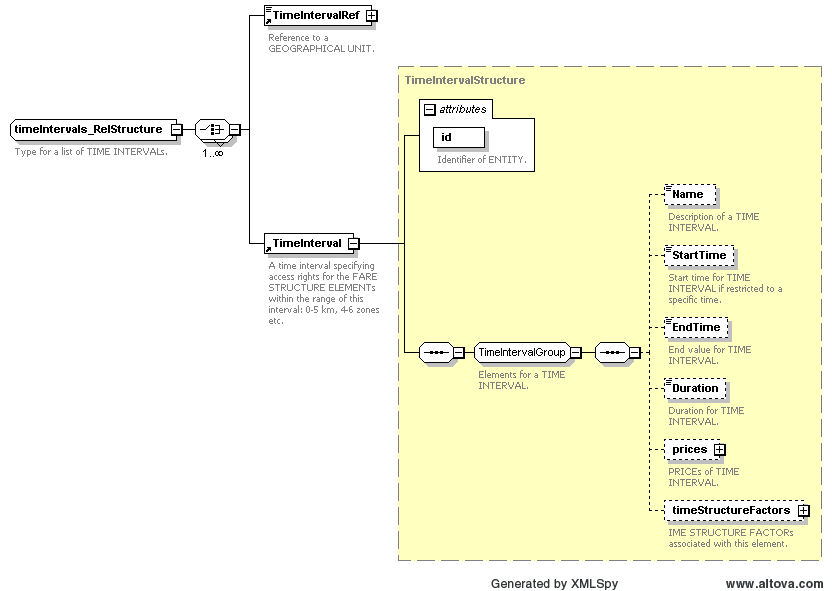 TimeIntervalRef
Reference to a
GEOGRAPHICAL UNIT.
TimeIntervalStructure
attributes
id
Identifier of ENTITY.
timeIntervals_RelStructure
1..∞
Type for a list of TIME INTERVALs.
TimeInterval
A time interval specifying
access rights for the FARE
STRUCTURE ELEMENTs
within the range of this
interval: 0-5 km, 4-6 zones
etc.
TimeIntervalGroup
Elements for a TIME
INTERVAL.
Name
Description of a TIME
INTERVAL.
StartTime
Start time for TIME
INTERVAL if restricted to a
specific time.
EndTime
End value for TIME
INTERVAL.
Duration
Duration for TIME
INTERVAL.
prices
PRICEs of TIME
INTERVAL.
timeStructureFactors
IME STRUCTURE FACTORs
associated with this element.
Generated by XMLSpy
www.altova.com